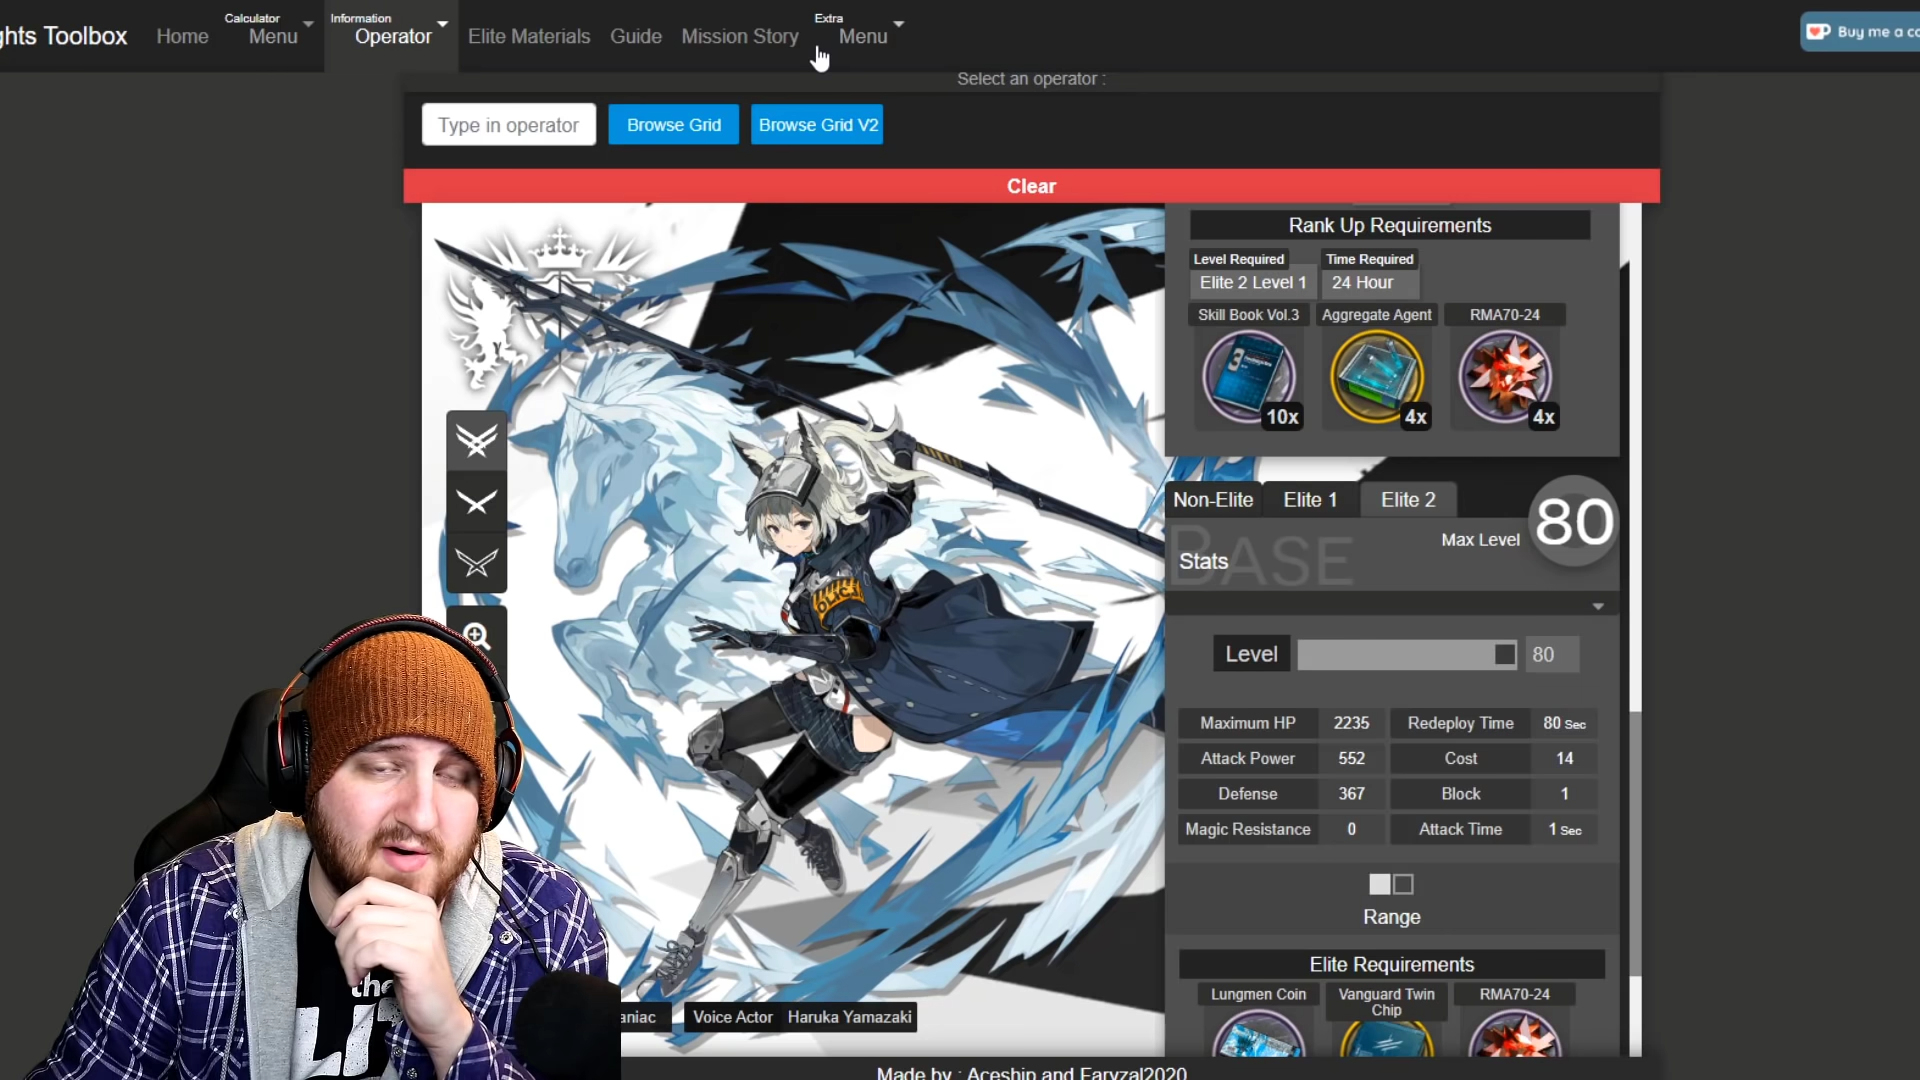 ghts Toolbox
Home
Calculator
Menu
Information
Operator
Elite Materials
Guide
Mission Story
Extra
Menu
Buy me a co
Select an operator :
Type in operator
Browse Grid
Browse Grid V2
Clear
Rank Up Requirements
Level Required
Time Required
Elite 2 Level 1
24 Hour
Skill Book Vol.3
Aggregate Agent
RMA70-24
10x
4x
4x
Non-Elite
Elite 1
Elite 2
80
Max Level
BASE
Stats
Level
80
Maximum HP 2235 Redeploy Time 80 Sec
Attack Power 552 Cost 14
Defense 367 Block 1
Magic Resistance 0 Attack Time 1 Sec
Range
Elite Requirements
Lungmen Coin
Vanguard Twin
Chip
RMA70-24
POLICE
aniac
Voice Actor
Haruka Yamazaki
the
Made by : Aceship and Faryzal2020